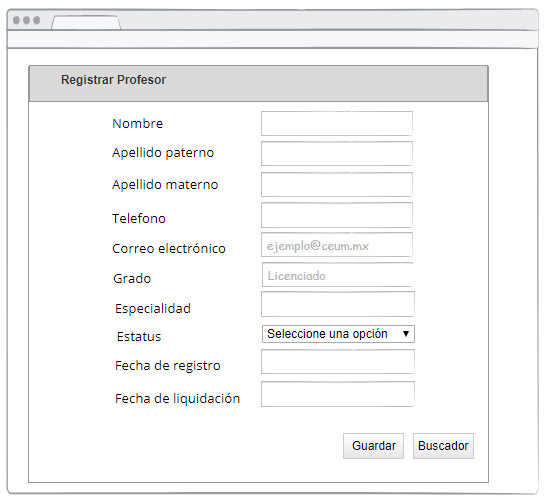 Registrar Profesor
Nombre
Apellido paterno
Apellido materno
Telefono
Correo electrónico ejemplo@ceum.mx
Grado Licenciado
Especialidad
Estatus Seleccione una opción
Fecha de registro
Fecha de liquidación
Guardar Buscador